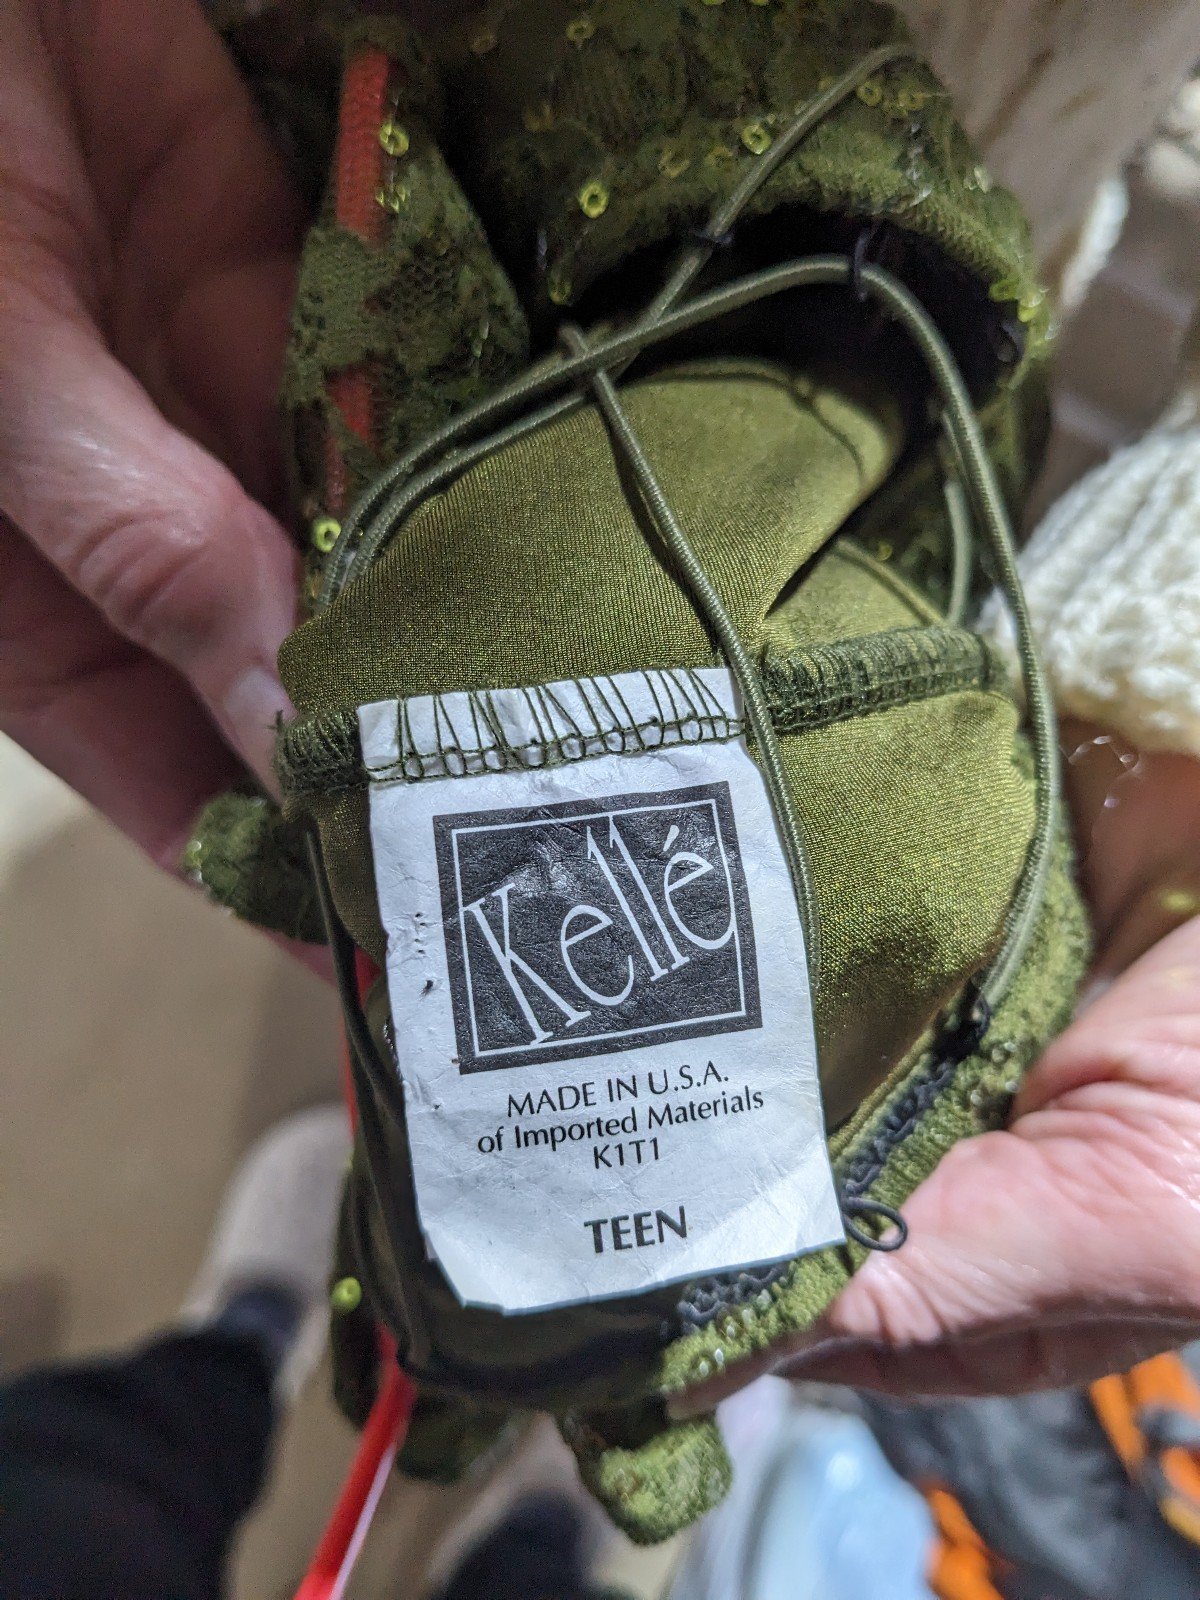 Kellé
MADE IN U.S.A.
of Imported Materials
K1T1
TEEN